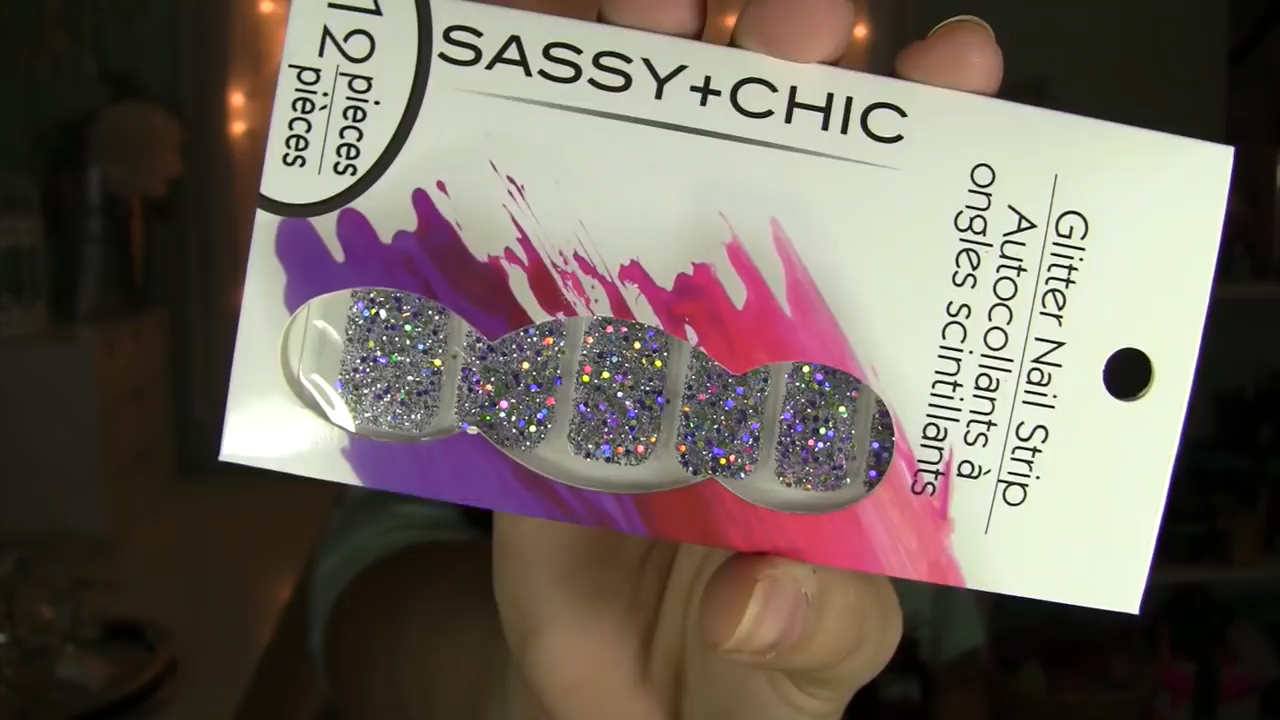 SASSY+CHIC
12
pieces
pièces
Glitter Nail Strip
Autocollants à
ongles scintillants